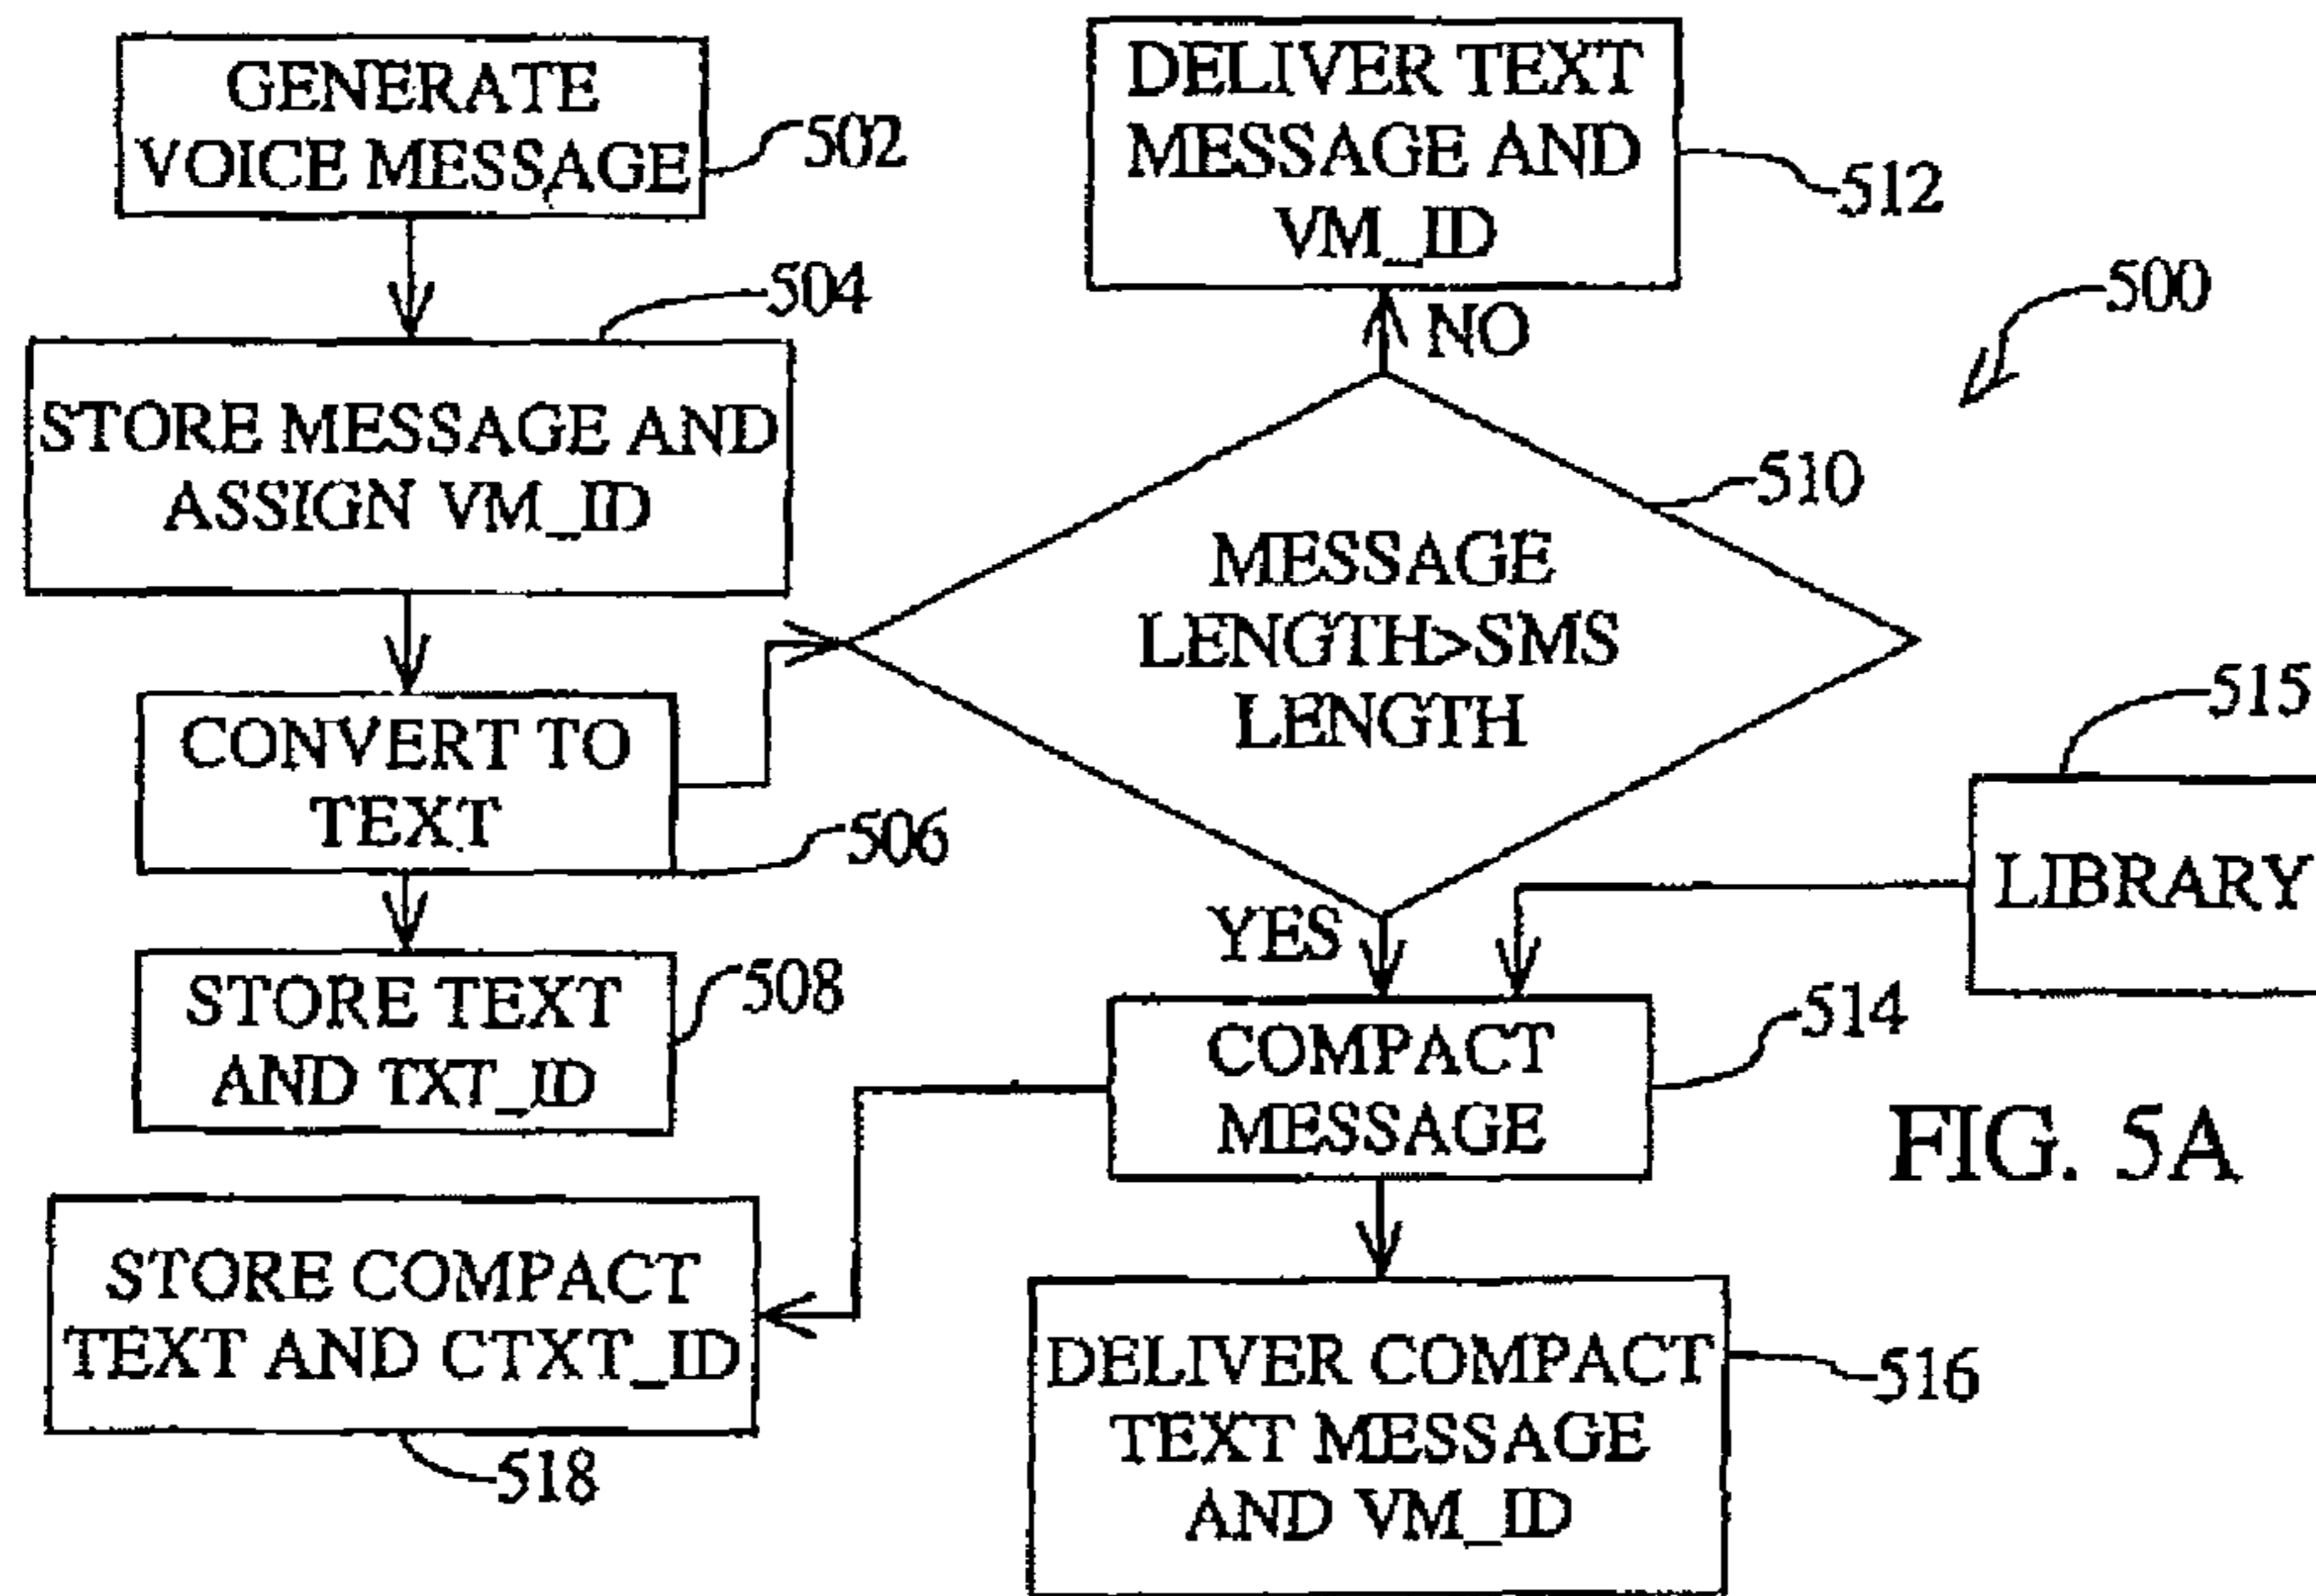 GENERATE
VOICE MESSAGE
502
504
STORE MESSAGE AND
ASSIGN VM_ID
CONVERT TO
TEXT
506
STORE TEXT
AND TXT_ID
508
STORE COMPACT
TEXT AND CTXT_ID
518
DELIVER TEXT
MESSAGE AND
VM_ID
512
NO
500
510
MESSAGE
LENGTH>SMS
LENGTH
515
LIBRARY
YES
COMPACT
MESSAGE
514
FIG. 5A
DELIVER COMPACT
TEXT MESSAGE
AND VM_ID
516